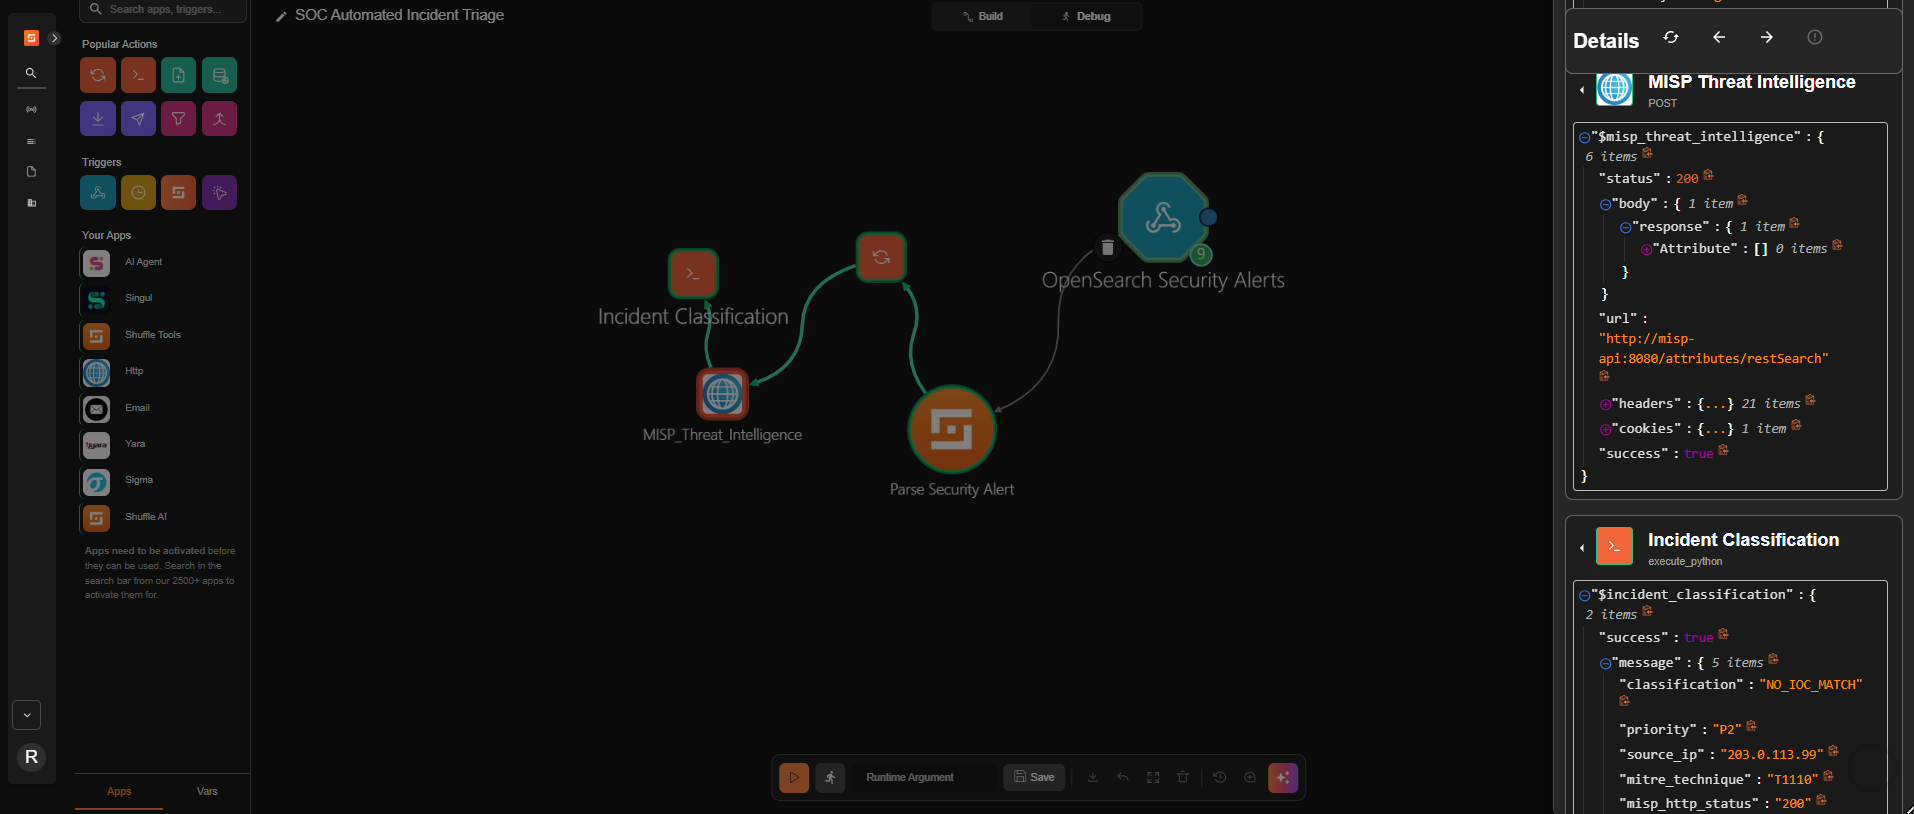 SOC Automated Incident Triage
Build
Debug
Search apps, triggers...
Popular Actions
Triggers
Your Apps
AI Agent
Singul
Shuffle Tools
Http
Email
Yara
Sigma
Shuffle AI
Apps need to be activated before
they can be used. Search in the
search bar from our 2500+ apps to
activate them for.
Apps
Vars
R
Incident Classification
MISP_Threat_Intelligence
Parse Security Alert
OpenSearch Security Alerts
9
Runtime Argument
Save
Details
MISP Threat Intelligence
POST
"$misp_threat_intelligence" : {
6 items
"status" : 200
"body" : { 1 item
"response" : { 1 item
"Attribute" : [] 0 items
}
}
"url" :
"http://misp-
api:8080/attributes/restSearch"
"headers" : {...} 21 items
"cookies" : {...} 1 item
"success" : true
}
Incident Classification
execute_python
"$incident_classification" : {
2 items
"success" : true
"message" : { 5 items
"classification" : "NO_IOC_MATCH"
"priority" : "P2"
"source_ip" : "203.0.113.99"
"mitre_technique" : "T1110"
"misp_http_status" : "200"